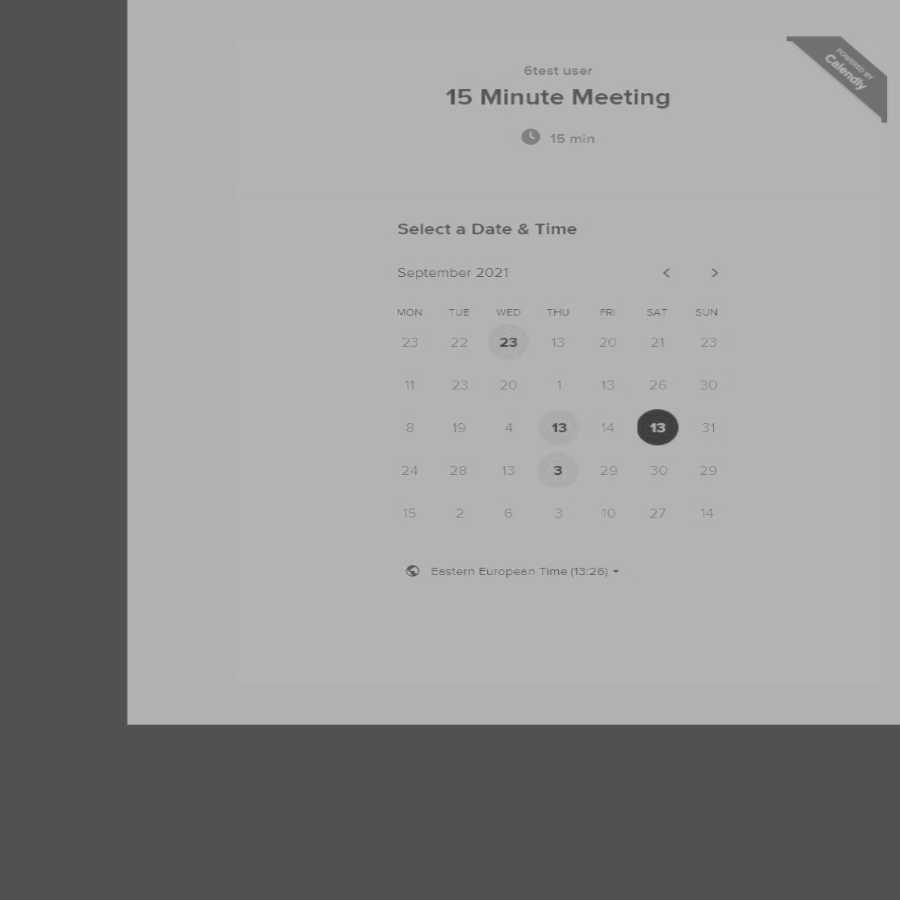 POWERED BY
Calendly
6test user
15 Minute Meeting
15 min
Select a Date & Time
September 2021
MON TUE WED THU FRI SAT SUN
23 22 23 13 20 21 23
11 23 20 1 13 26 30
8 19 4 13 14 13 31
24 28 13 3 29 30 29
15 2 6 3 10 27 14
Eastern European Time (13:26)